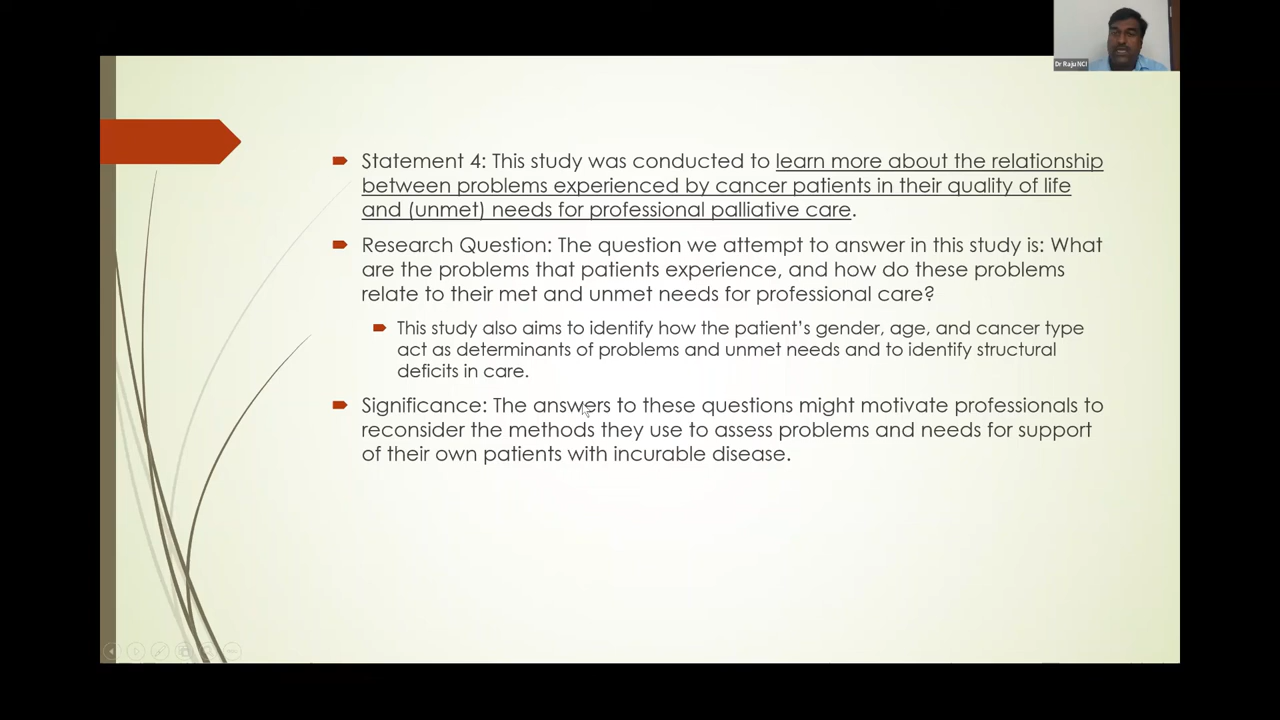 Dr Raju NCI
Statement 4: This study was conducted to learn more about the relationship
between problems experienced by cancer patients in their quality of life
and (unmet) needs for professional palliative care.
Research Question: The question we attempt to answer in this study is: What
are the problems that patients experience, and how do these problems
relate to their met and unmet needs for professional care?
This study also aims to identify how the patient’s gender, age, and cancer type
act as determinants of problems and unmet needs and to identify structural
deficits in care.
Significance: The answers to these questions might motivate professionals to
reconsider the methods they use to assess problems and needs for support
of their own patients with incurable disease.